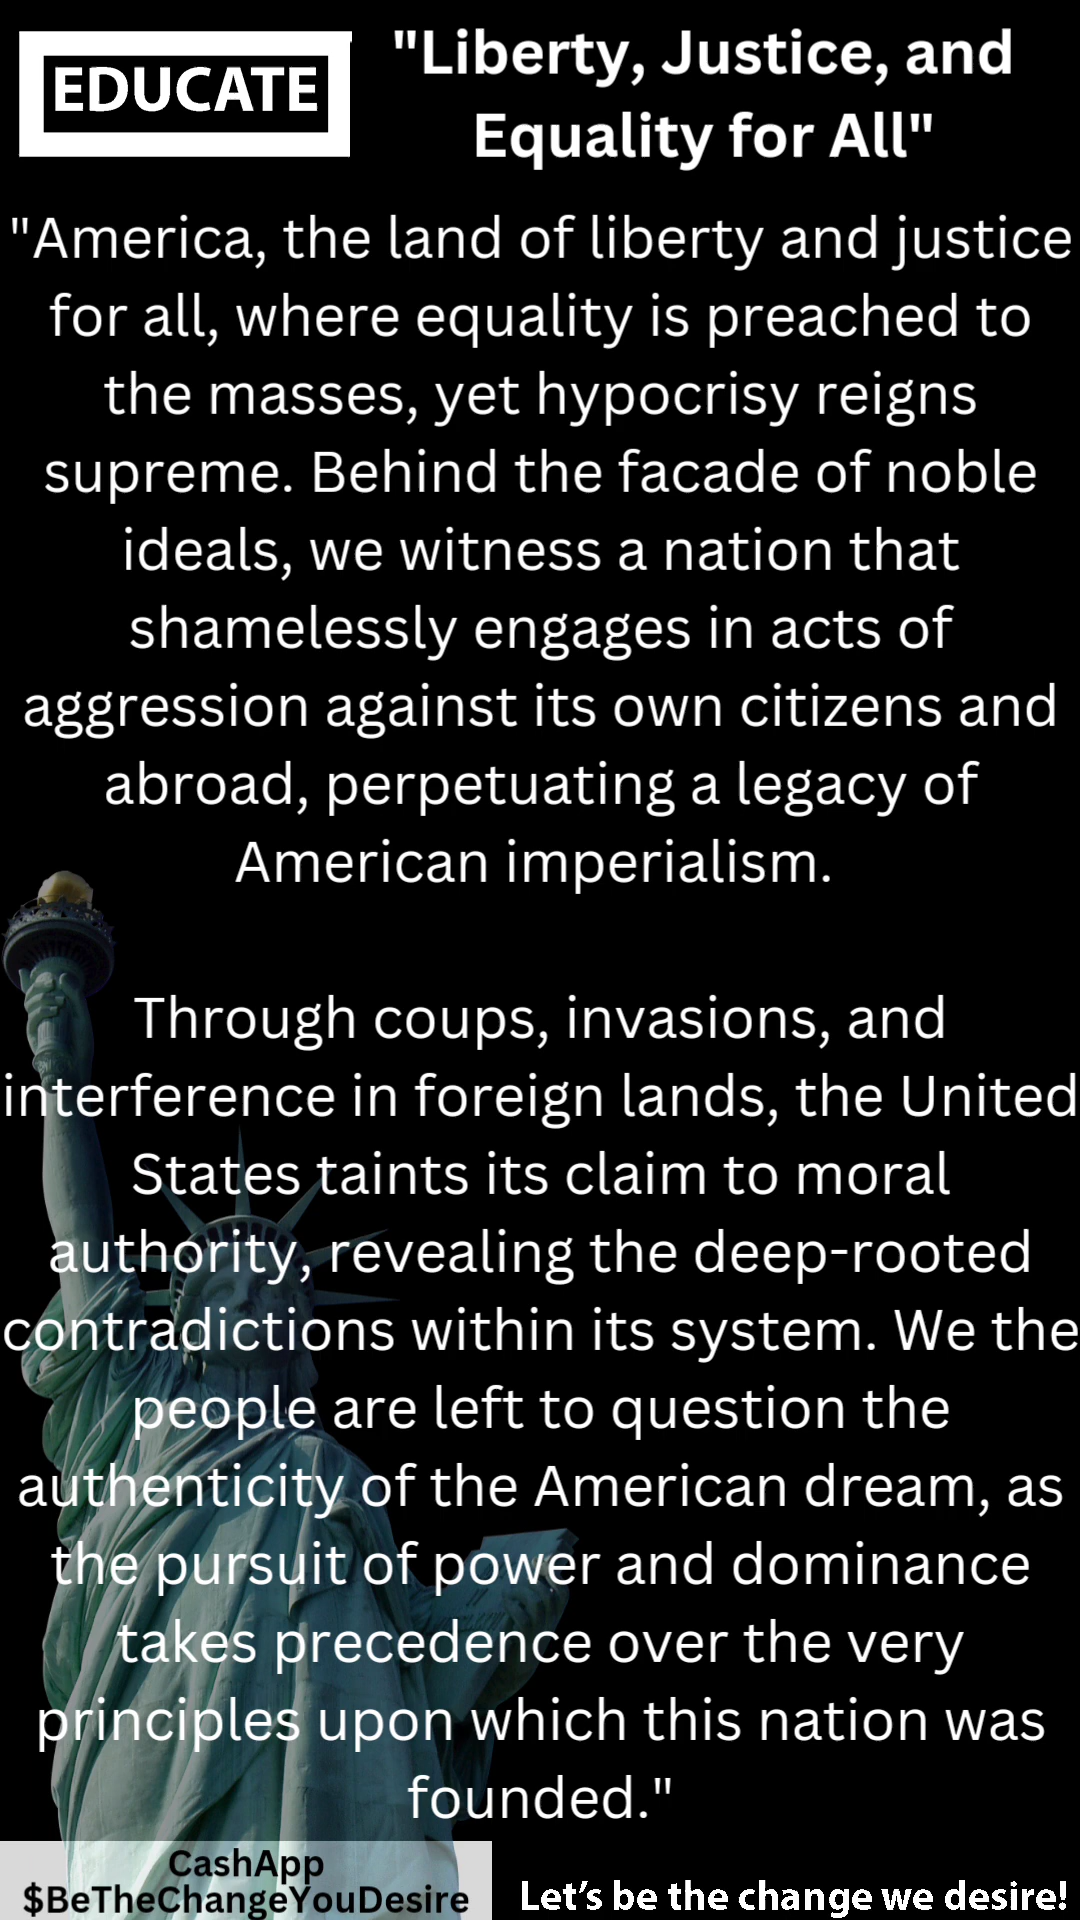 EDUCATE
"Liberty, Justice, and
Equality for All"
"America, the land of liberty and justice
for all, where equality is preached to
the masses, yet hypocrisy reigns
supreme. Behind the facade of noble
ideals, we witness a nation that
shamelessly engages in acts of
aggression against its own citizens and
abroad, perpetuating a legacy of
American imperialism.
Through coups, invasions, and
interference in foreign lands, the United
States taints its claim to moral
authority, revealing the deep-rooted
contradictions within its system. We the
people are left to question the
authenticity of the American dream, as
the pursuit of power and dominance
takes precedence over the very
principles upon which this nation was
founded."
CashApp
$BeTheChangeYouDesire
Let’s be the change we desire!